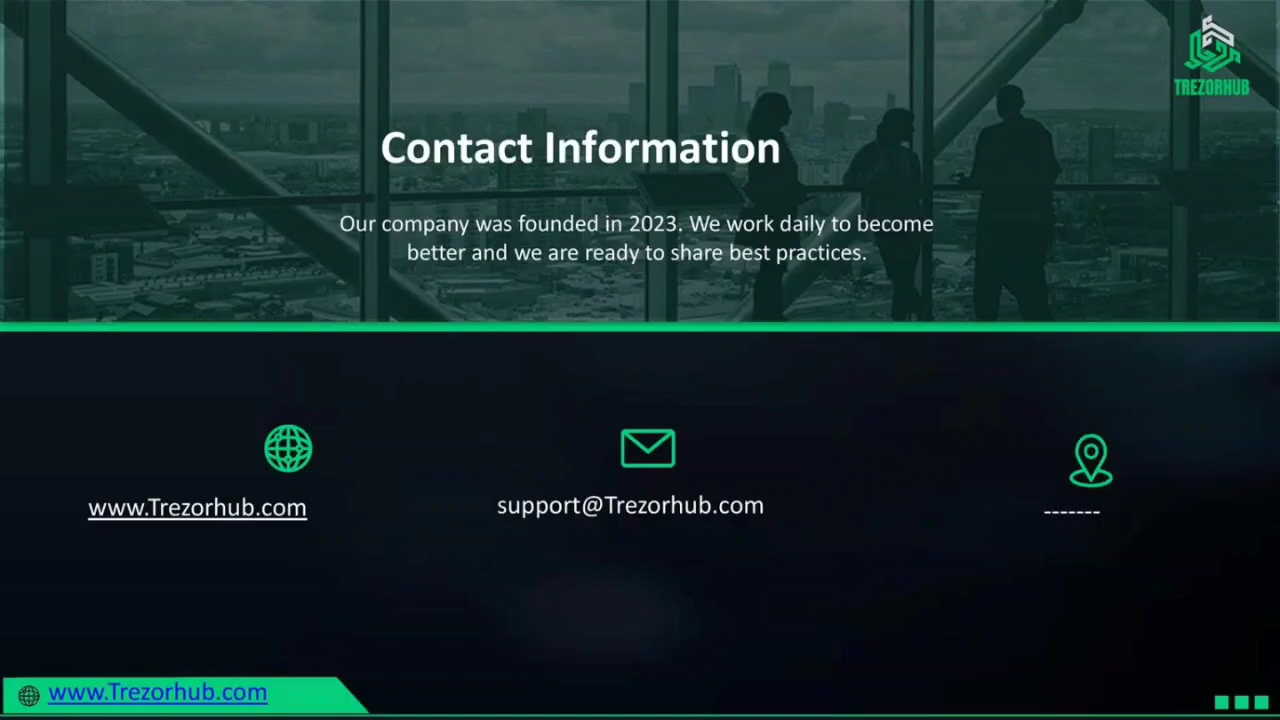 TREZORHUB
Contact Information
Our company was founded in 2023. We work daily to become
better and we are ready to share best practices.
www.Trezorhub.com
support@Trezorhub.com
-------
www.Trezorhub.com